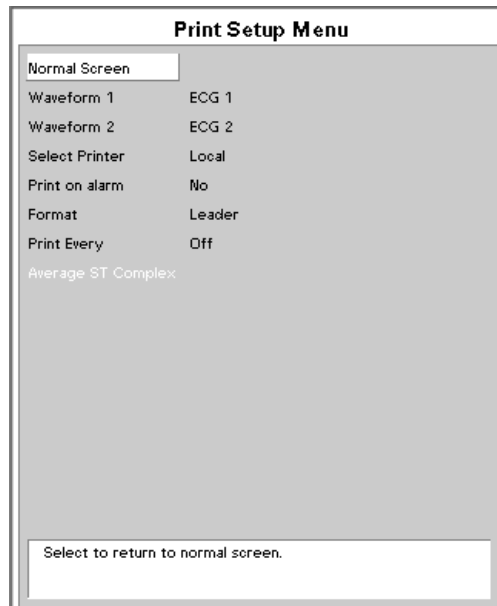 Print Setup Menu
Normal Screen
Waveform 1 ECG 1
Waveform 2 ECG 2
Select Printer Local
Print on alarm No
Format Leader
Print Every Off
Average ST Complex
Select to return to normal screen.